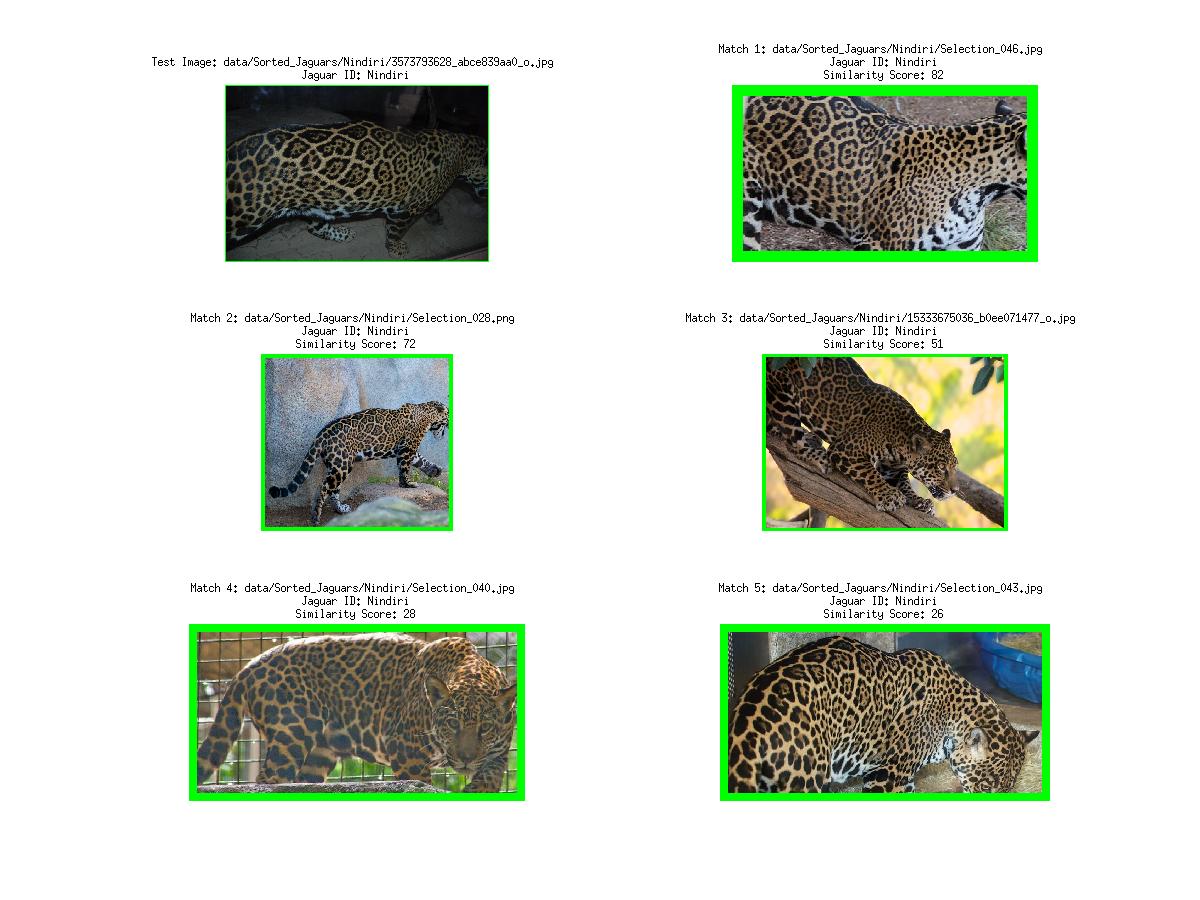 Test Image: data/Sorted_Jaguars/Nindiri/3573793628_abce839aa0_o.jpg
Jaguar ID: Nindiri
Match 1: data/Sorted_Jaguars/Nindiri/Selection_046.jpg
Jaguar ID: Nindiri
Similarity Score: 82
Match 2: data/Sorted_Jaguars/Nindiri/Selection_028.png
Jaguar ID: Nindiri
Similarity Score: 72
Match 3: data/Sorted_Jaguars/Nindiri/15333675036_b0ee071477_o.jpg
Jaguar ID: Nindiri
Similarity Score: 51
Match 4: data/Sorted_Jaguars/Nindiri/Selection_040.jpg
Jaguar ID: Nindiri
Similarity Score: 28
Match 5: data/Sorted_Jaguars/Nindiri/Selection_043.jpg
Jaguar ID: Nindiri
Similarity Score: 26